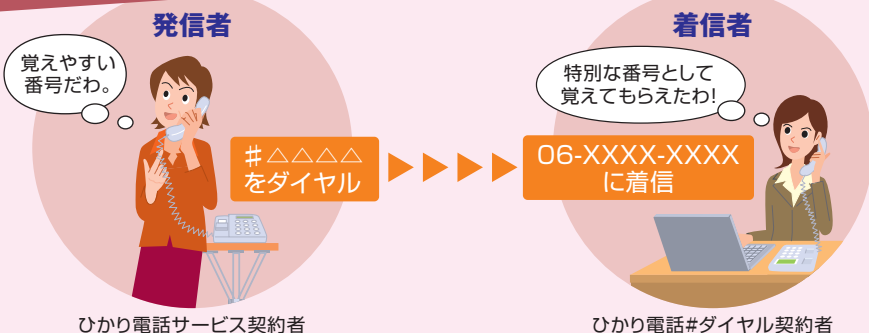 発信者
着信者
覚えやすい
番号だわ。
特別な番号として
覚えてもらえたわ!
#△△△△
をダイヤル
06-XXXX-XXXX
に着信
ひかり電話サービス契約者
ひかり電話#ダイヤル契約者